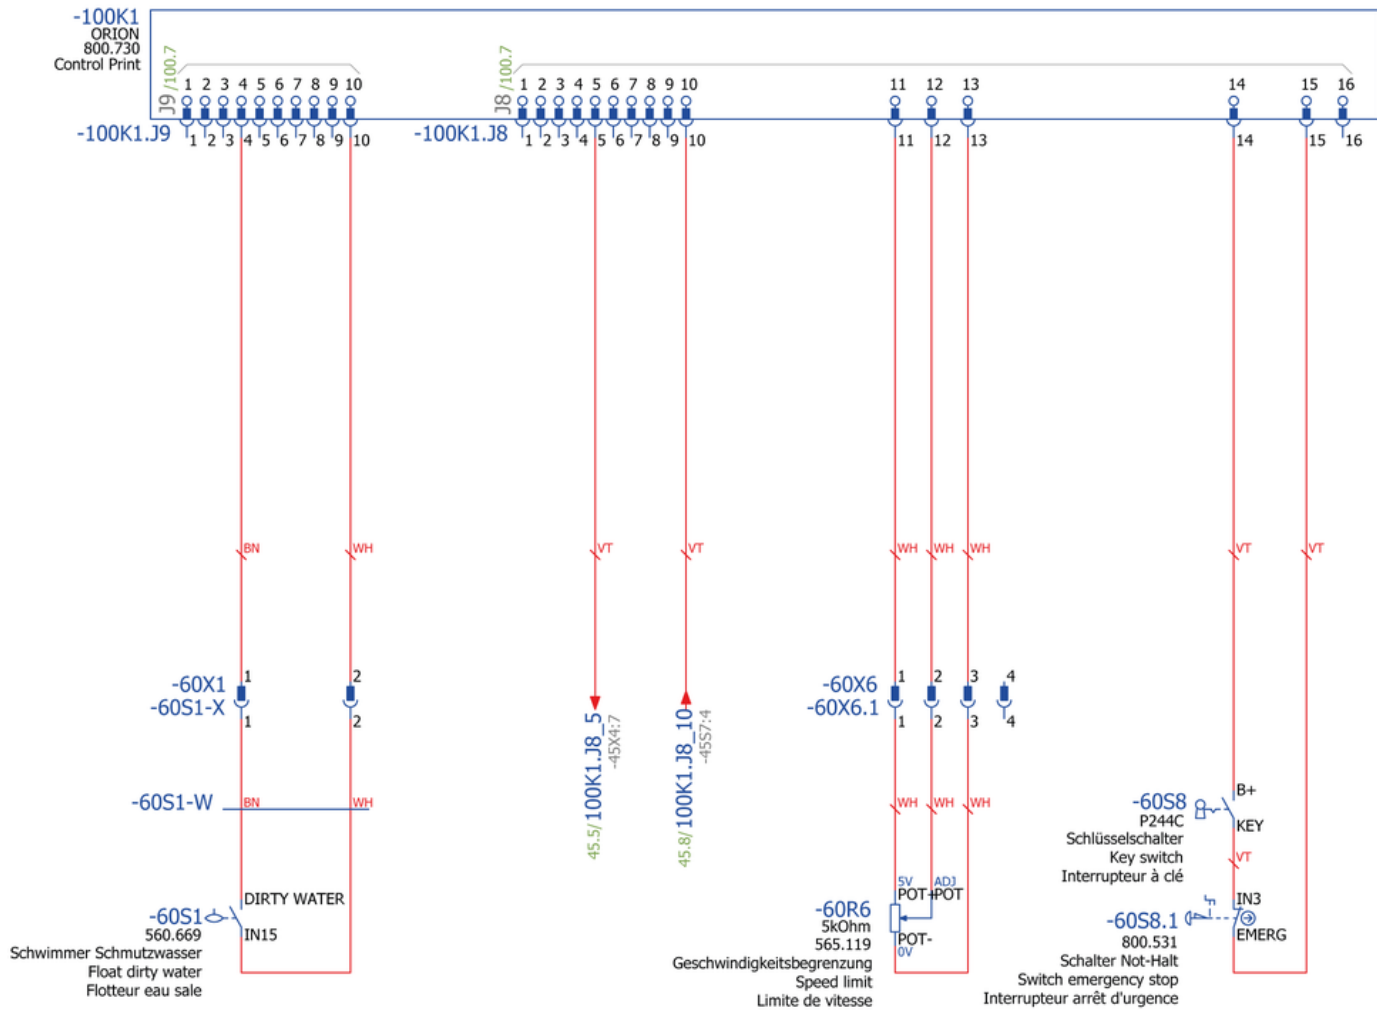 -100K1
ORION
800.730
Control Print
J9 /100.7
1 2 3 4 5 6 7 8 9 10
J8 /100.7
1 2 3 4 5 6 7 8 9 10 11 12 13 14 15 16
-100K1.J9
1 2 3 4 5 6 7 8 9 10
-100K1.J8
1 2 3 4 5 6 7 8 9 10 11 12 13 14 15 16
BN WH VT VT WH WH WH VT VT
-60X1
1 2
-60S1-X
1 2
-60X6
1 2 3 4
-60X6.1
1 2 3 4
45.5/100K1.J8_5
-45X4:7
45.8/100K1.J8_10
-45S7:4
-60S1-W
BN WH
WH WH WH
-60S8
P244C
Schlüsselschalter
Key switch
Interrupteur à clé
B+
KEY
VT
DIRTY WATER
IN15
-60S1
560.669
Schwimmer Schmutzwasser
Float dirty water
Flotteur eau sale
5V ADJ
POT+ POT
POT-
0V
-60R6
5kOhm
565.119
Geschwindigkeitsbegrenzung
Speed limit
Limite de vitesse
IN3
EMERG
-60S8.1
800.531
Schalter Not-Halt
Switch emergency stop
Interrupteur arrêt d'urgence